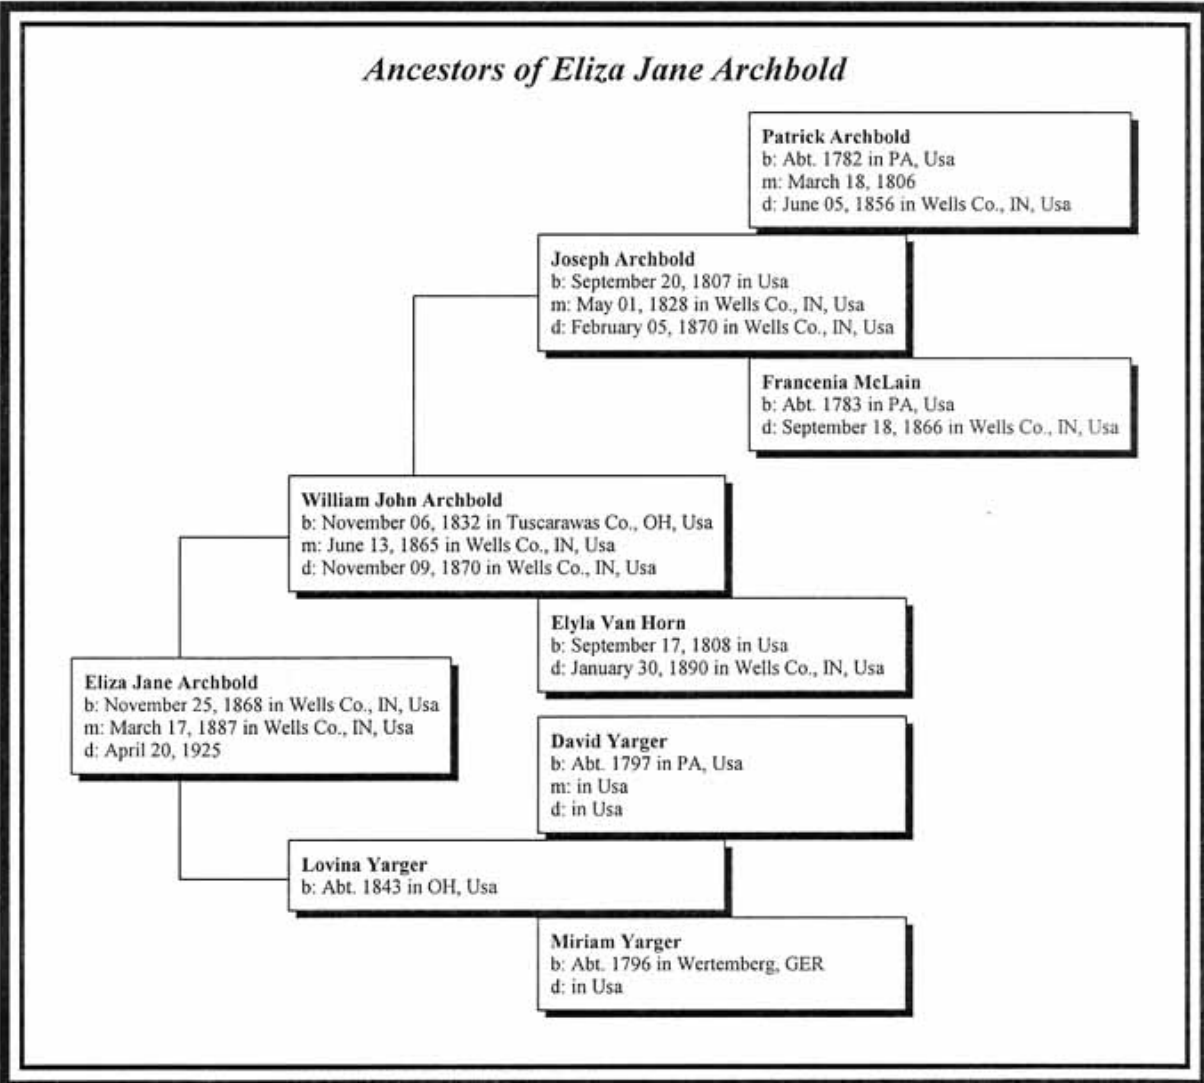 Ancestors of Eliza Jane Archbold
Patrick Archbold
b: Abt. 1782 in PA, Usa
m: March 18, 1806
d: June 05, 1856 in Wells Co., IN, Usa
Joseph Archbold
b: September 20, 1807 in Usa
m: May 01, 1828 in Wells Co., IN, Usa
d: February 05, 1870 in Wells Co., IN, Usa
Francenia McLain
b: Abt. 1783 in PA, Usa
d: September 18, 1866 in Wells Co., IN, Usa
William John Archbold
b: November 06, 1832 in Tuscarawas Co., OH, Usa
m: June 13, 1865 in Wells Co., IN, Usa
d: November 09, 1870 in Wells Co., IN, Usa
Elyla Van Horn
b: September 17, 1808 in Usa
d: January 30, 1890 in Wells Co., IN, Usa
Eliza Jane Archbold
b: November 25, 1868 in Wells Co., IN, Usa
m: March 17, 1887 in Wells Co., IN, Usa
d: April 20, 1925
David Yarger
b: Abt. 1797 in PA, Usa
m: in Usa
d: in Usa
Lovina Yarger
b: Abt. 1843 in OH, Usa
Miriam Yarger
b: Abt. 1796 in Wertemberg, GER
d: in Usa